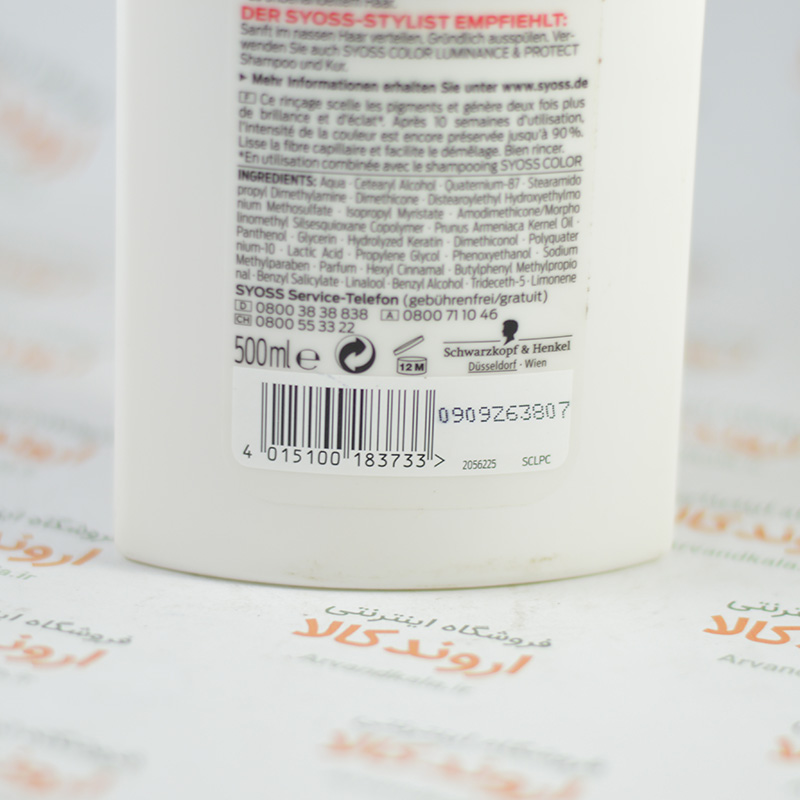 DER SYOSS-STYLIST EMPFIEHLT:
Sanft im nassen Haar verteilen. Gründlich ausspülen. Ver-
wenden Sie auch SYOSS COLOR LUMINANCE & PROTECT
Shampoo und Kur.
▸ Mehr Informationen erhalten Sie unter www.syoss.de
F Ce rinçage scelle les pigments et génère deux fois plus
de brillance et d'éclat*. Après 10 semaines d'utilisation,
l'intensité de la couleur est encore préservée jusqu'à 90%.
Lisse la fibre capillaire et facilite le démêlage. Bien rincer.
*En utilisation combinée avec le shampooing SYOSS COLOR
INGREDIENTS: Aqua · Cetearyl Alcohol · Quaternium-87 · Stearamido
propyl Dimethylamine · Dimethicone · Distearoylethyl Hydroxyethylmo
nium Methosulfate · Isopropyl Myristate · Amodimethicone/Morpho
linomethyl Silsesquioxane Copolymer · Prunus Armeniaca Kernel Oil ·
Panthenol · Glycerin · Hydrolyzed Keratin · Dimethiconol · Polyquater
nium-10 · Lactic Acid · Propylene Glycol · Phenoxyethanol · Sodium
Methylparaben · Parfum · Hexyl Cinnamal · Butylphenyl Methylpropio
nal · Benzyl Salicylate · Linalool · Benzyl Alcohol · Trideceth-5 · Limonene
SYOSS Service-Telefon (gebührenfrei/gratuit)
D 0800 38 38 838 A 0800 71 10 46
CH 0800 55 33 22
500ml e 12 M
Schwarzkopf & Henkel
Düsseldorf · Wien
0909263807
4 015100 183733 >
2056225 SCLPC
فروشگاه اینترنتی
اروند کالا
Arvandkala.ir